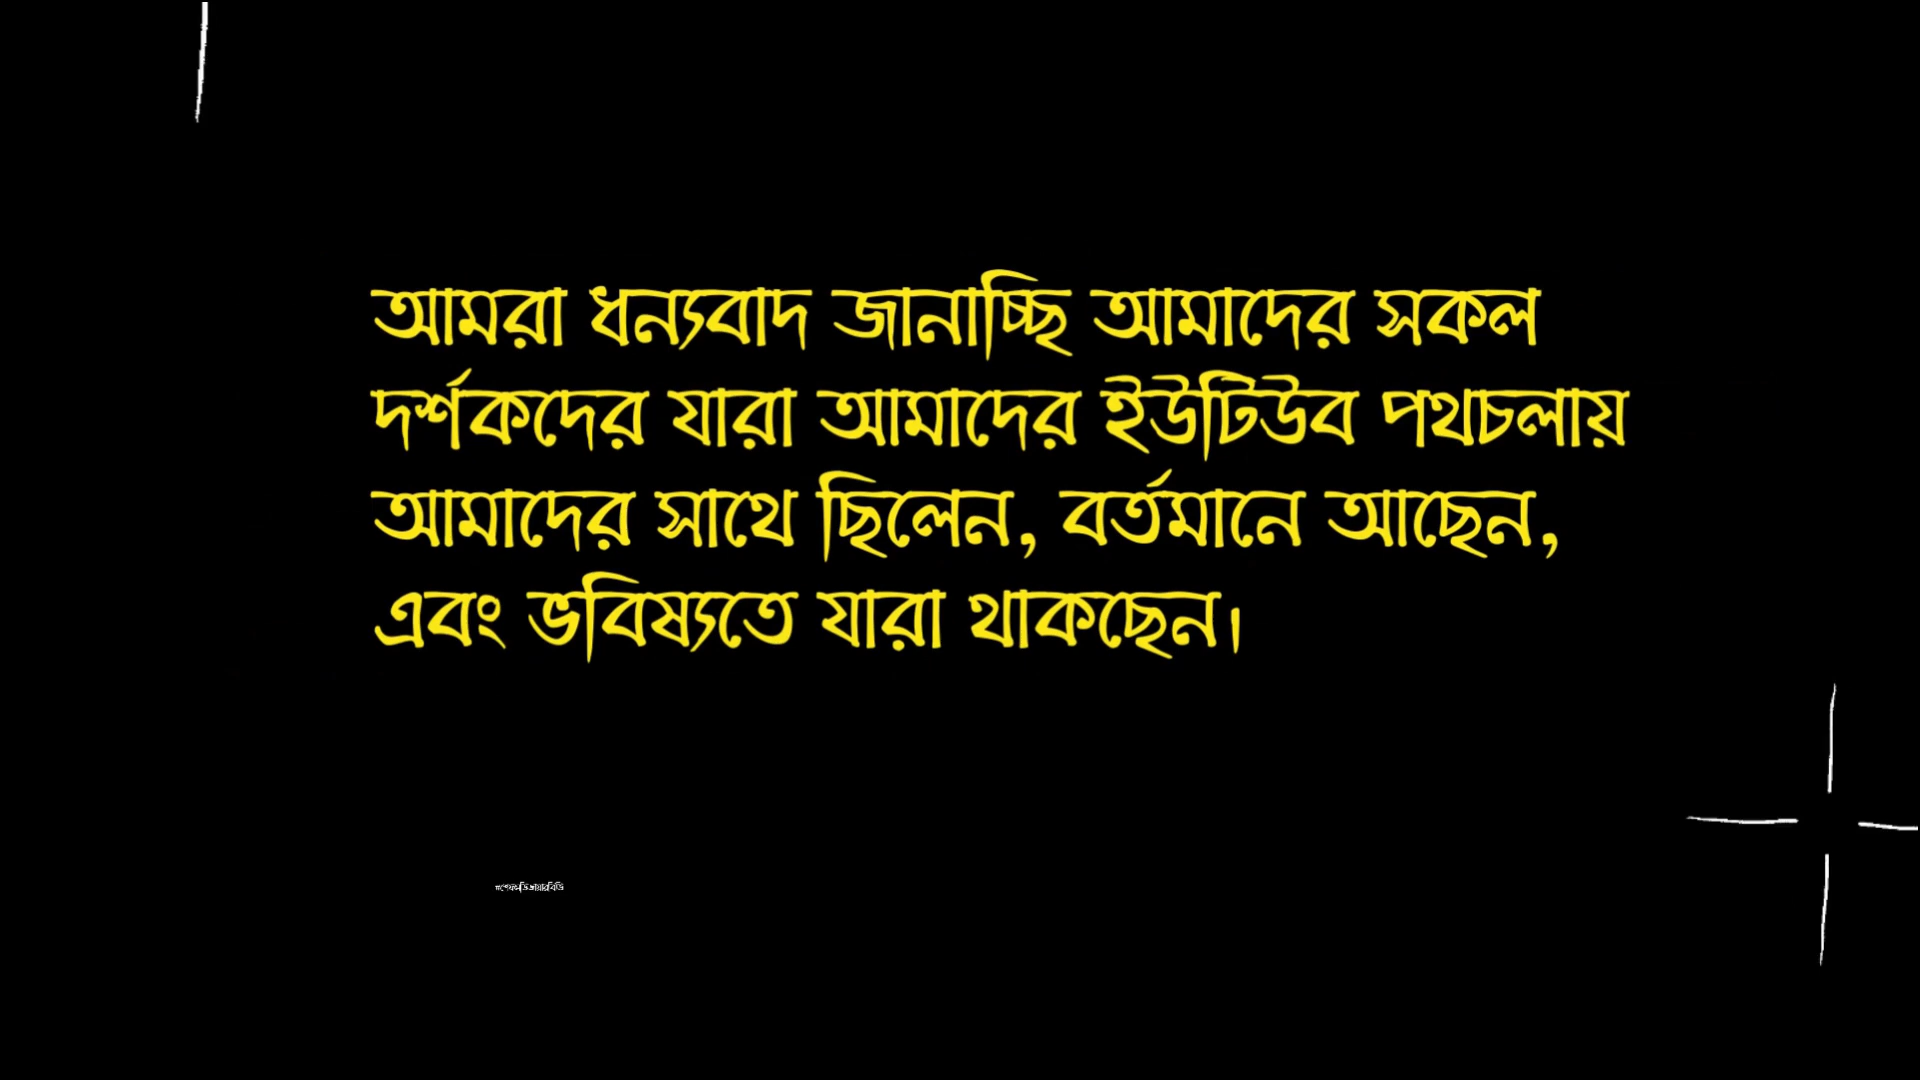 আমরা ধন্যবাদ জানাচ্ছি আমাদের সকল
দর্শকদের যারা আমাদের ইউটিউব পথচলায়
আমাদের সাথে ছিলেন, বর্তমানে আছেন,
এবং ভবিষ্যতে যারা থাকছেন।